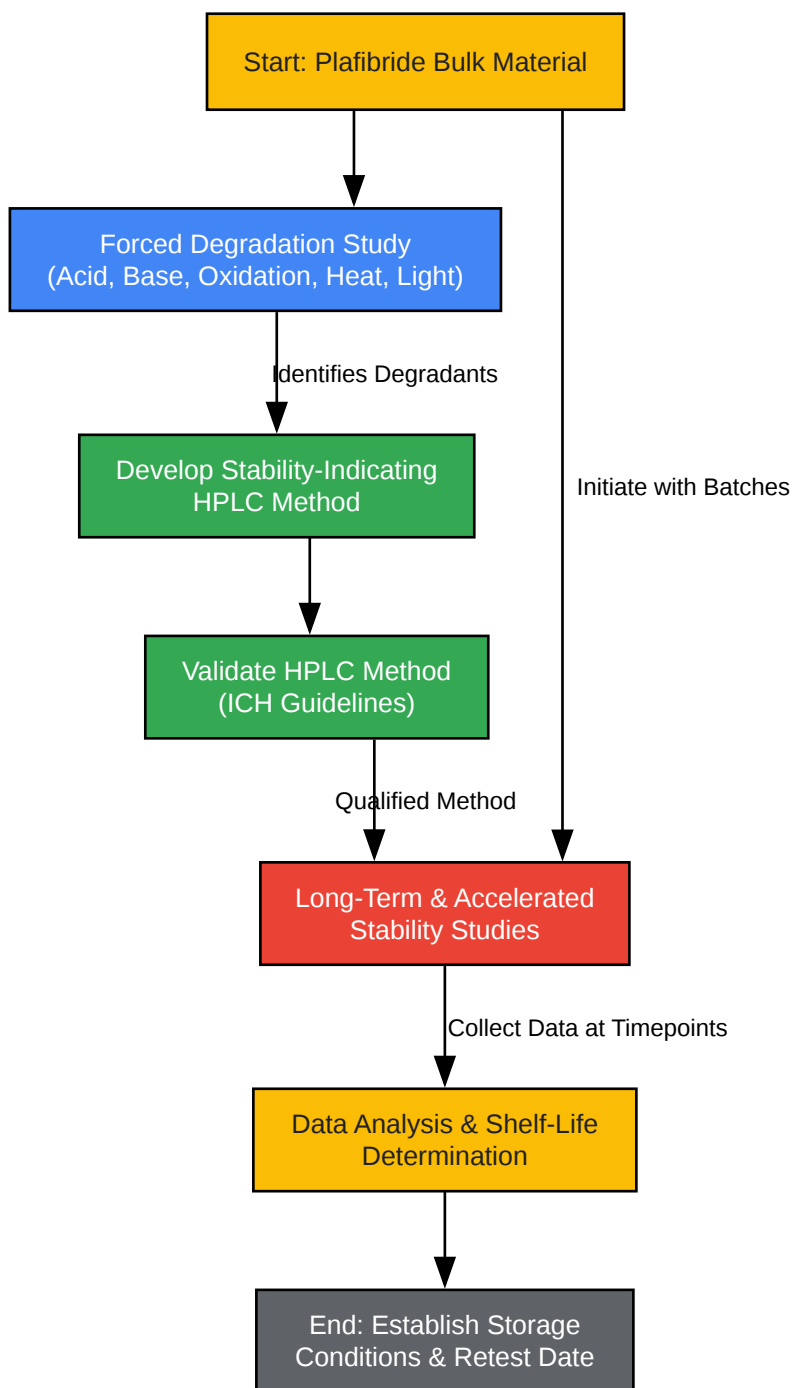 Start: Plafibride Bulk Material
Forced Degradation Study
(Acid, Base, Oxidation, Heat, Light)
Identifies Degradants
Develop Stability-Indicating
HPLC Method
Initiate with Batches
Validate HPLC Method
(ICH Guidelines)
Qualified Method
Long-Term & Accelerated
Stability Studies
Collect Data at Timepoints
Data Analysis & Shelf-Life
Determination
End: Establish Storage
Conditions & Retest Date